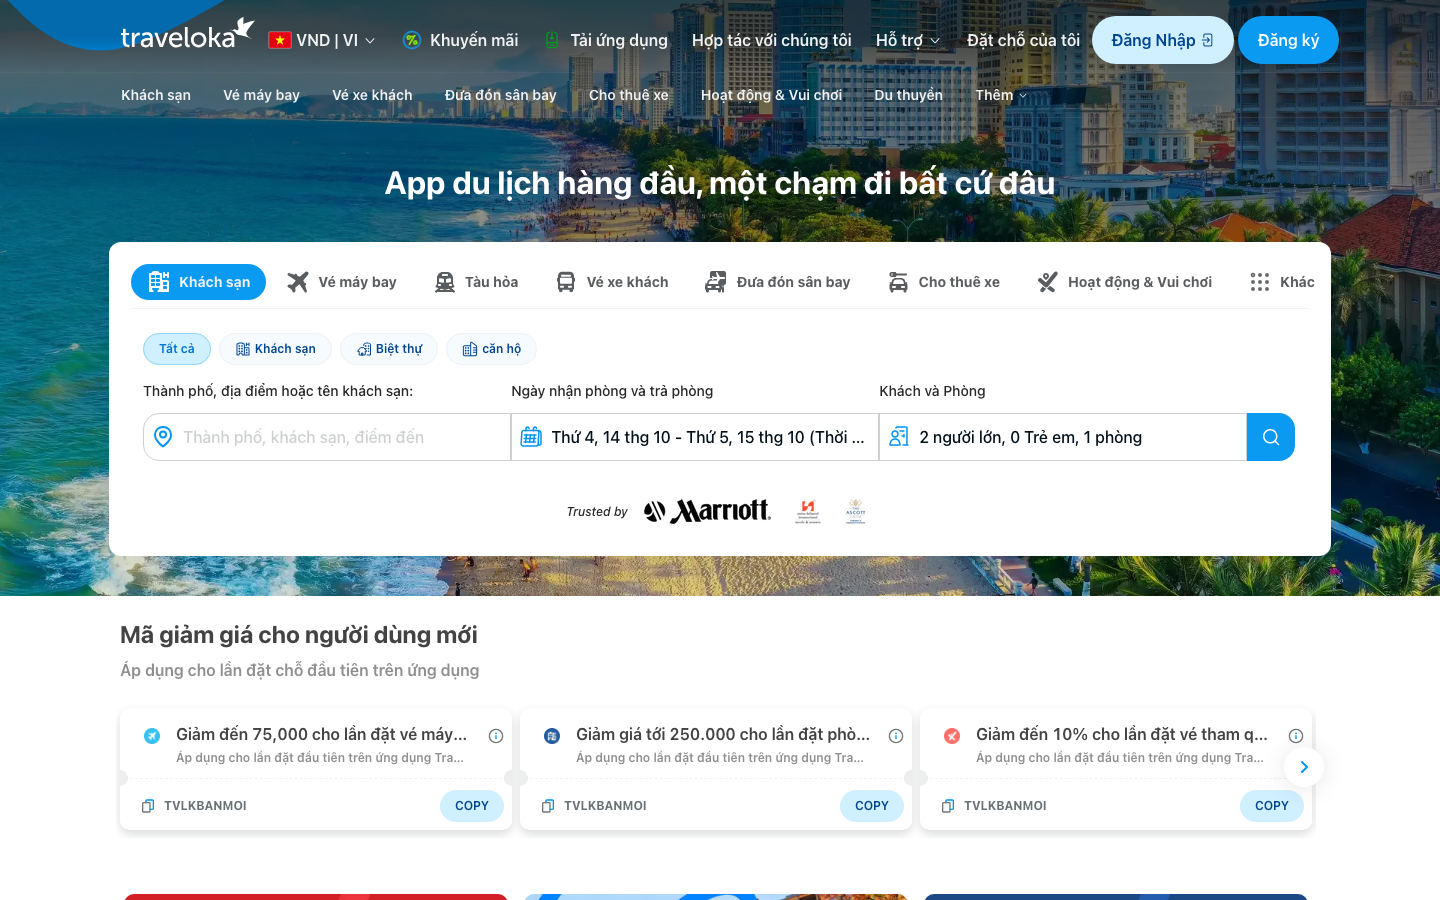 traveloka
VND | VI
Khuyến mãi
Tải ứng dụng
Hợp tác với chúng tôi
Hỗ trợ
Đặt chỗ của tôi
Đăng Nhập
Đăng ký
Khách sạn
Vé máy bay
Vé xe khách
Đưa đón sân bay
Cho thuê xe
Hoạt động & Vui chơi
Du thuyền
Thêm
App du lịch hàng đầu, một chạm đi bất cứ đâu
Khách sạn
Vé máy bay
Tàu hỏa
Vé xe khách
Đưa đón sân bay
Cho thuê xe
Hoạt động & Vui chơi
Khác
Tất cả
Khách sạn
Biệt thự
căn hộ
Thành phố, địa điểm hoặc tên khách sạn:
Ngày nhận phòng và trả phòng
Khách và Phòng
Thành phố, khách sạn, điểm đến
Thứ 4, 14 thg 10 - Thứ 5, 15 thg 10 (Thời ...
2 người lớn, 0 Trẻ em, 1 phòng
Trusted by
Marriott
ASCOTT
Mã giảm giá cho người dùng mới
Áp dụng cho lần đặt chỗ đầu tiên trên ứng dụng
Giảm đến 75,000 cho lần đặt vé máy...
Áp dụng cho lần đặt đầu tiên trên ứng dụng Tra...
TVLKBANMOI
COPY
Giảm giá tới 250.000 cho lần đặt phò...
Áp dụng cho lần đặt đầu tiên trên ứng dụng Tra...
TVLKBANMOI
COPY
Giảm đến 10% cho lần đặt vé tham q...
Áp dụng cho lần đặt đầu tiên trên ứng dụng Tra...
TVLKBANMOI
COPY